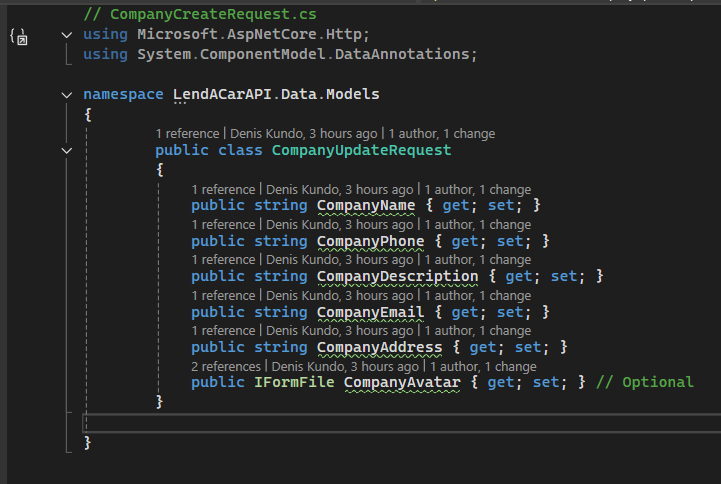 // CompanyCreateRequest.cs
using Microsoft.AspNetCore.Http;
using System.ComponentModel.DataAnnotations;
namespace LendACarAPI.Data.Models
{
1 reference | Denis Kundo, 3 hours ago | 1 author, 1 change
public class CompanyUpdateRequest
{
1 reference | Denis Kundo, 3 hours ago | 1 author, 1 change
public string CompanyName { get; set; }
1 reference | Denis Kundo, 3 hours ago | 1 author, 1 change
public string CompanyPhone { get; set; }
1 reference | Denis Kundo, 3 hours ago | 1 author, 1 change
public string CompanyDescription { get; set; }
1 reference | Denis Kundo, 3 hours ago | 1 author, 1 change
public string CompanyEmail { get; set; }
1 reference | Denis Kundo, 3 hours ago | 1 author, 1 change
public string CompanyAddress { get; set; }
2 references | Denis Kundo, 3 hours ago | 1 author, 1 change
public IFormFile CompanyAvatar { get; set; } // Optional
}
}